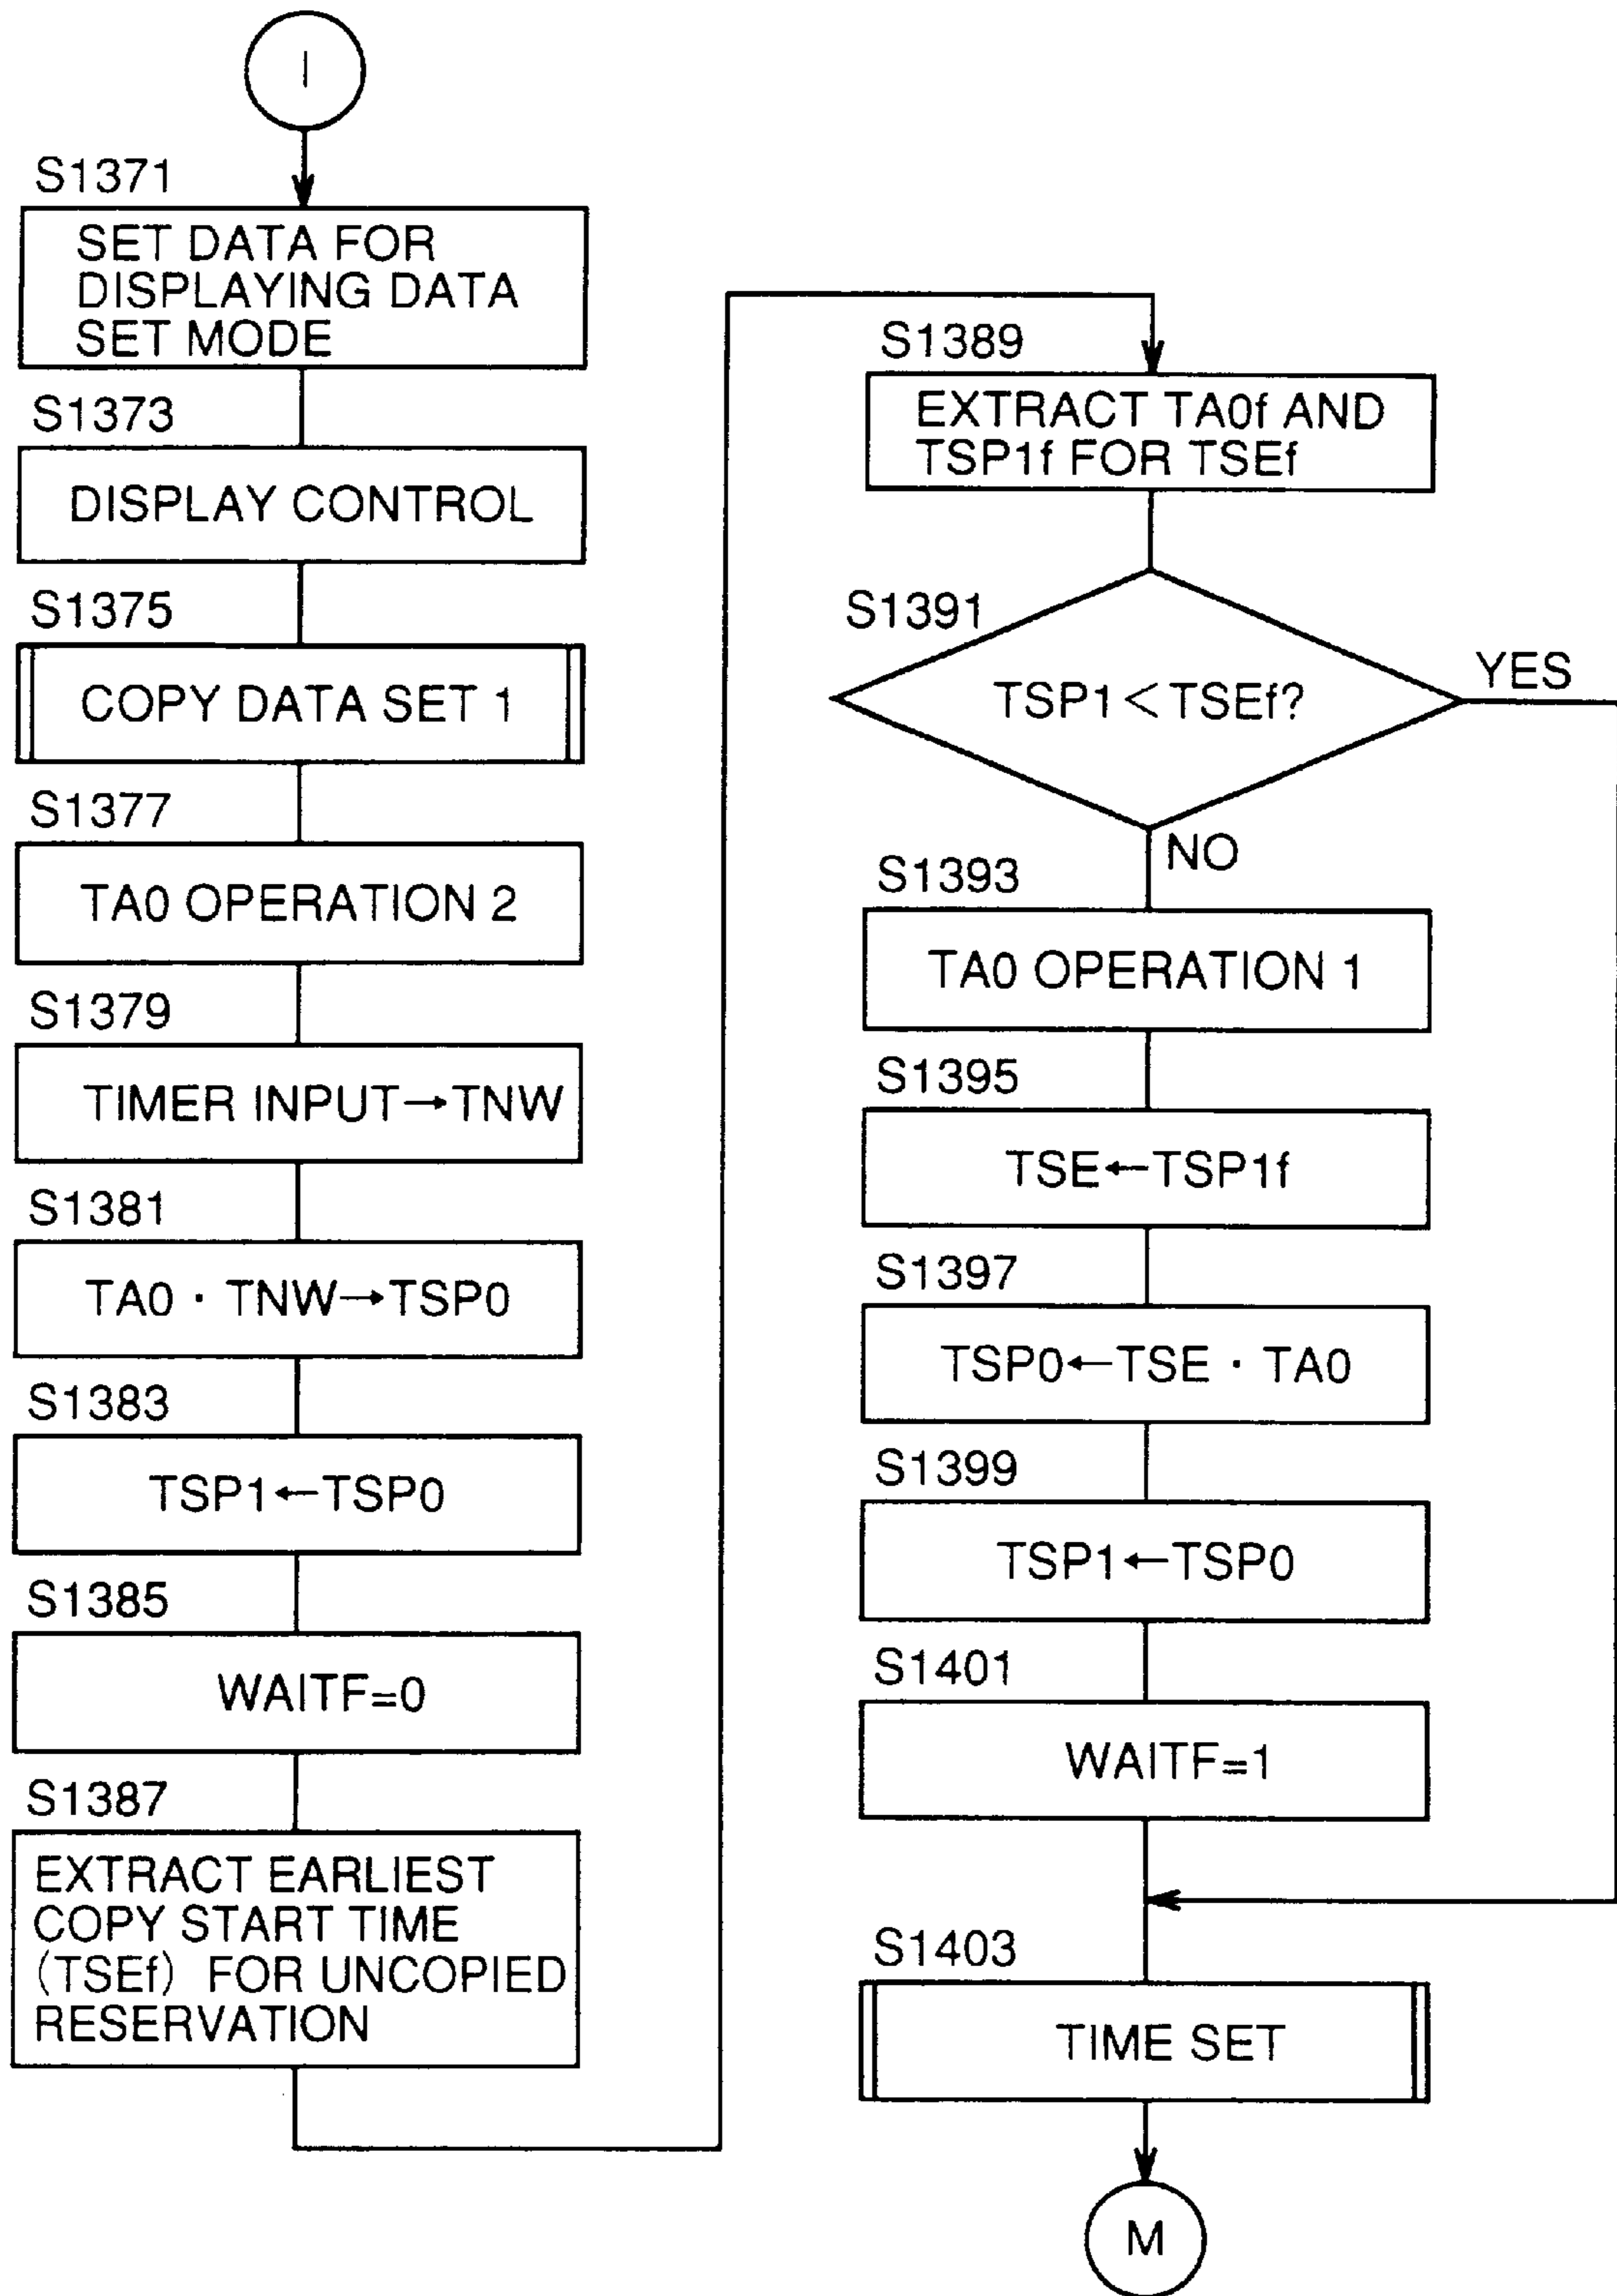 I
S1371
SET DATA FOR
DISPLAYING DATA
SET MODE
S1373
DISPLAY CONTROL
S1375
COPY DATA SET 1
S1377
TA0 OPERATION 2
S1379
TIMER INPUT→TNW
S1381
TA0 · TNW→TSP0
S1383
TSP1←TSP0
S1385
WAITF=0
S1387
EXTRACT EARLIEST
COPY START TIME
(TSEf) FOR UNCOPIED
RESERVATION
S1389
EXTRACT TA0f AND
TSP1f FOR TSEf
S1391
TSP1<TSEf?
YES
NO
S1393
TA0 OPERATION 1
S1395
TSE←TSP1f
S1397
TSP0←TSE · TA0
S1399
TSP1←TSP0
S1401
WAITF=1
S1403
TIME SET
M